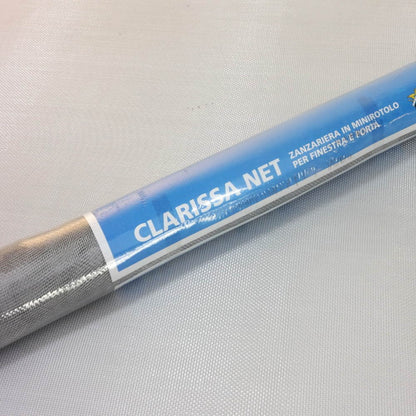 CLARISSA NET
ZANZARIERA IN MINIROTOLO
PER FINESTRA E PORTA